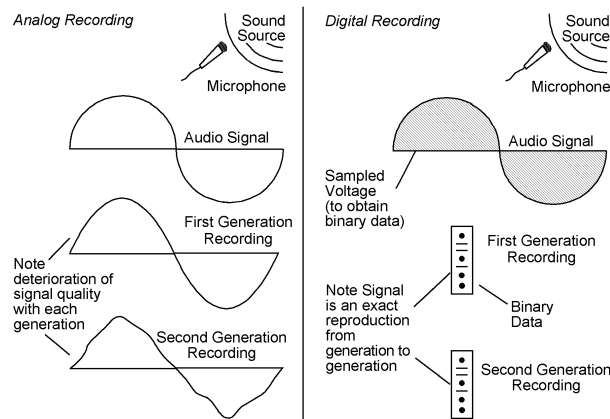 Analog Recording
Sound
Source
Microphone
Audio Signal
First Generation
Recording
Note
deterioration of
signal quality
with each
generation
Second Generation
Recording
Digital Recording
Sound
Source
Microphone
Audio Signal
Sampled
Voltage
(to obtain
binary data)
First Generation
Recording
Note Signal
is an exact
reproduction
from
generation to
generation
Binary
Data
Second Generation
Recording